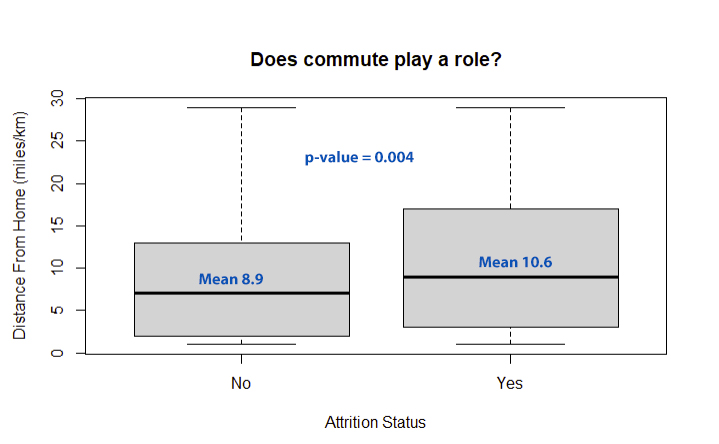 Does commute play a role?
Distance From Home (miles/km)
30
25
20
15
10
5
0
p-value = 0.004
Mean 8.9
Mean 10.6
No
Yes
Attrition Status